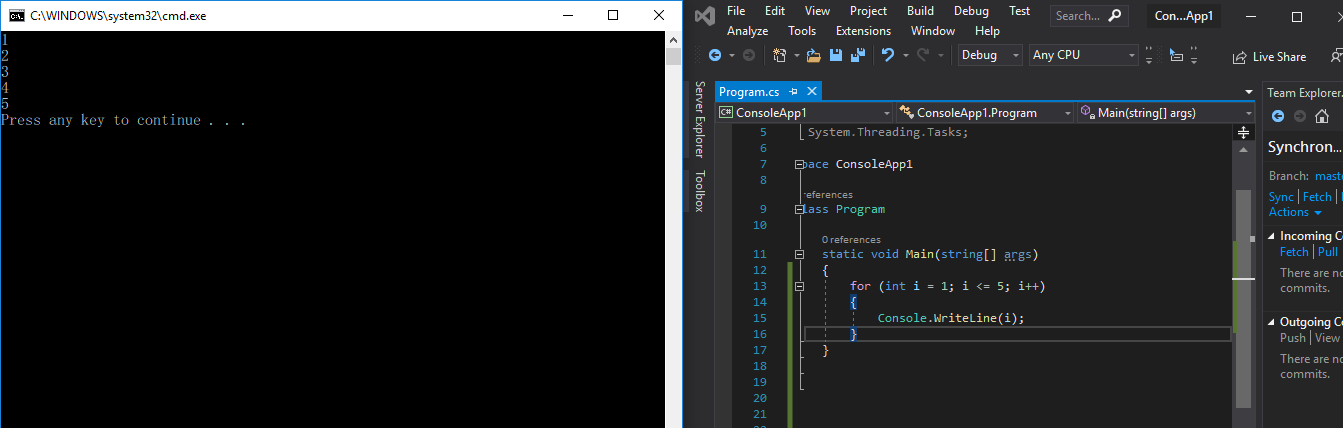 C:\WINDOWS\system32\cmd.exe
1
2
3
4
5
Press any key to continue . . .
File Edit View Project Build Debug Test
Search...
Con...App1
Analyze Tools Extensions Window Help
Debug
Any CPU
Live Share
Server Explorer
Toolbox
Program.cs
C# ConsoleApp1
ConsoleApp1.Program
Main(string[] args)
5 System.Threading.Tasks;
6
7 pace ConsoleApp1
8
references
9 lass Program
10
0 references
11 static void Main(string[] args)
12 {
13 for (int i = 1; i <= 5; i++)
14 {
15 Console.WriteLine(i);
16 }
17 }
18
19
20
21
Team Explorer...
Synchron...
Branch: maste
Sync | Fetch |
Actions
Incoming Co
Fetch | Pull
There are no
commits.
Outgoing Co
Push | View
There are no
commits.